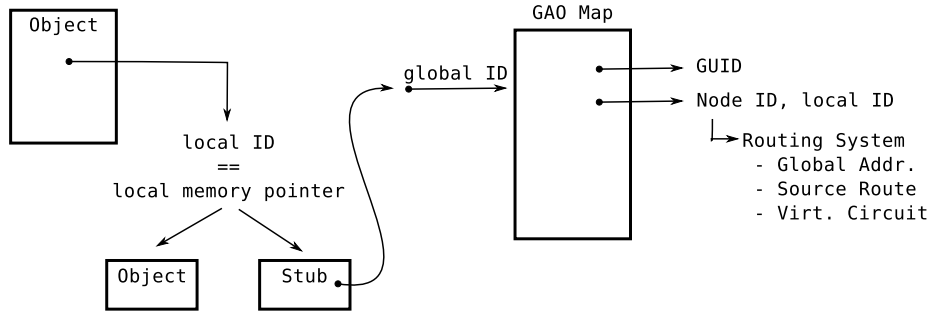 Object
local ID
==
local memory pointer
Object
Stub
global ID
GAO Map
GUID
Node ID, local ID
Routing System
- Global Addr.
- Source Route
- Virt. Circuit